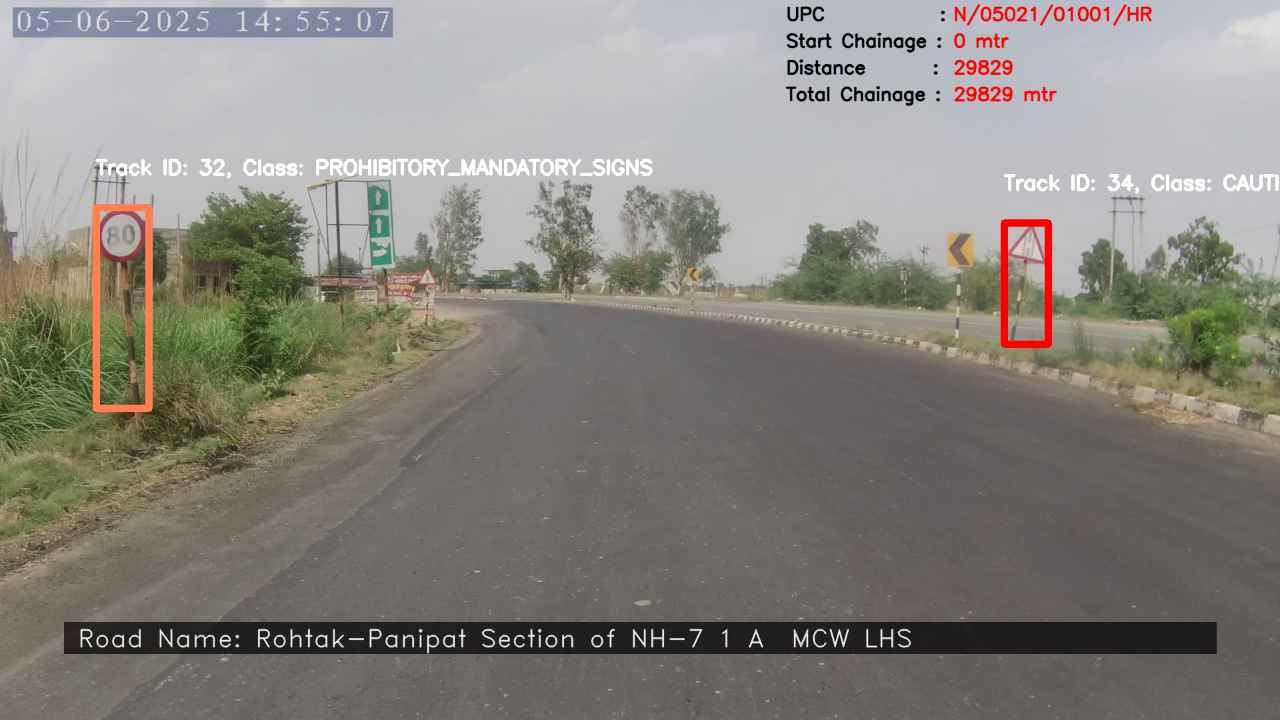 05-06-2025 14:55:07
UPC : N/05021/01001/HR
Start Chainage : 0 mtr
Distance : 29829
Total Chainage : 29829 mtr
Track ID: 32, Class: PROHIBITORY_MANDATORY_SIGNS
Track ID: 34, Class: CAUTI
80
Road Name: Rohtak-Panipat Section of NH-7 1 A MCW LHS